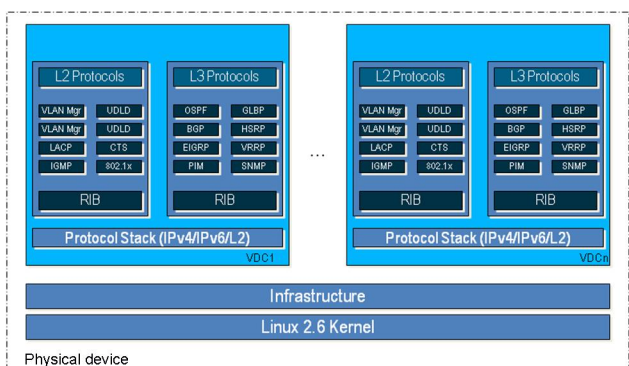 L2 Protocols
VLAN Mgr UDLD
VLAN Mgr UDLD
LACP CTS
IGMP 802.1x
RIB
L3 Protocols
OSPF GLBP
BGP HSRP
EIGRP VRRP
PIM SNMP
RIB
Protocol Stack (IPv4/IPv6/L2)
VDC1
...
L2 Protocols
VLAN Mgr UDLD
VLAN Mgr UDLD
LACP CTS
IGMP 802.1x
RIB
L3 Protocols
OSPF GLBP
BGP HSRP
EIGRP VRRP
PIM SNMP
RIB
Protocol Stack (IPv4/IPv6/L2)
VDCn
Infrastructure
Linux 2.6 Kernel
Physical device